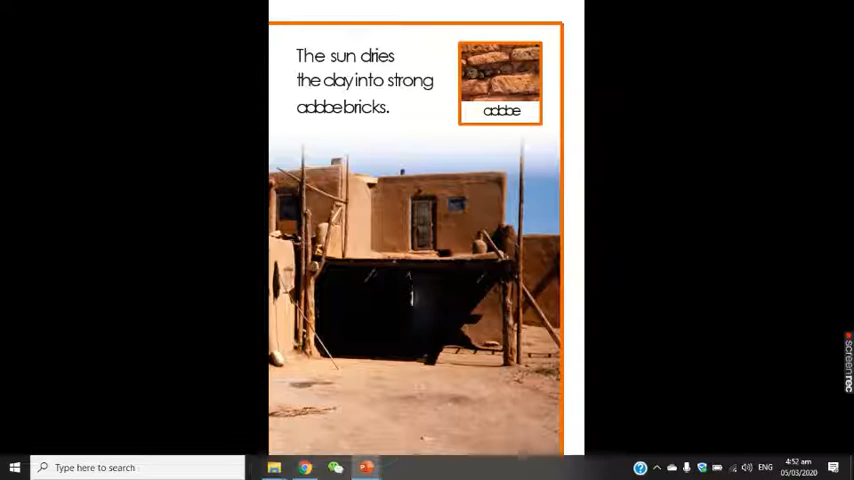 The sun dries
the clay into strong
adobe bricks.
adobe
screenrec
Type here to search
ENG
4:52 am
05/03/2020